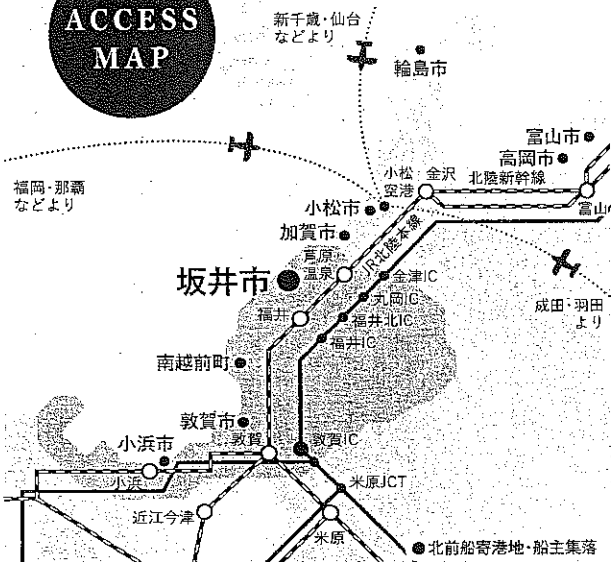 ACCESS
MAP
新千歳・仙台
などより
輪島市
富山市
高岡市
福岡・那覇
などより
小松
空港
金沢
北陸新幹線
富山
小松市
加賀市
JR北陸本線
芦原
温泉
金津IC
坂井市
丸岡IC
成田・羽田
より
福井
福井北IC
福井IC
南越前町
敦賀市
敦賀
敦賀IC
小浜市
小浜
米原JCT
近江今津
米原
北前船寄港地・船主集落